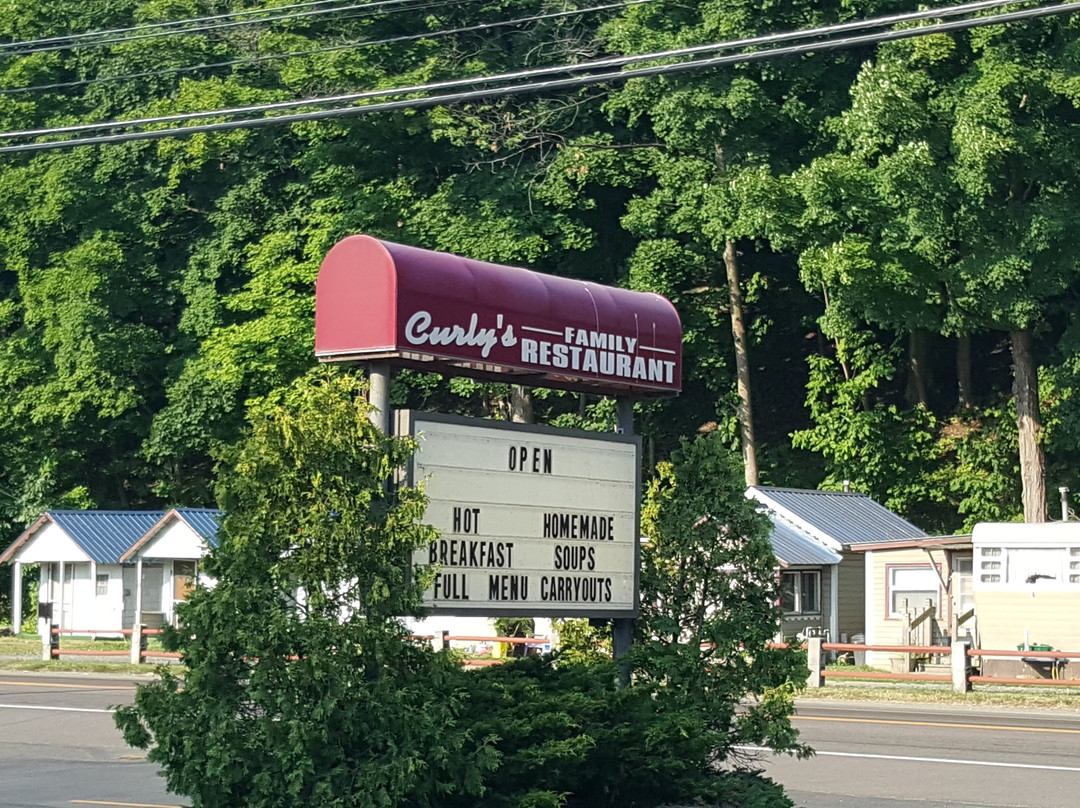 Curly's FAMILY
RESTAURANT
OPEN
HOT HOMEMADE
BREAKFAST SOUPS
FULL MENU CARRYOUTS